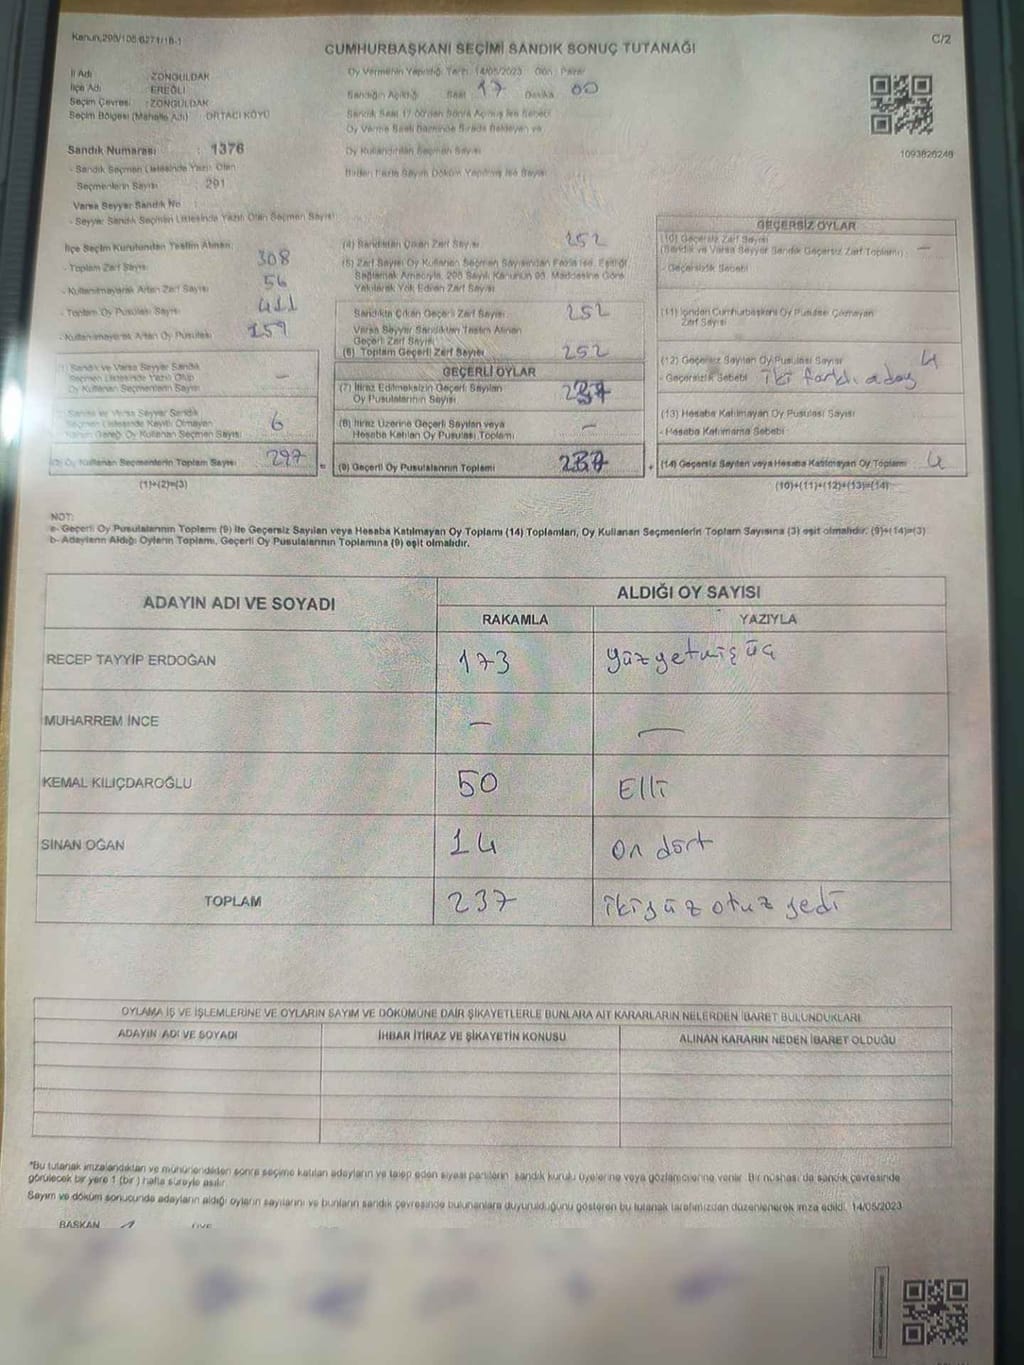 Kanun,298/105 6271/18-1
C/2
CUMHURBAŞKANI SEÇİMİ SANDIK SONUÇ TUTANAĞI
İl Adı : ZONGULDAK
İlçe Adı : EREĞLİ
Seçim Çevresi : ZONGULDAK
Seçim Bölgesi (Mahalle Adı) ORTACI KÖYÜ
Oy Vermenin Yapıldığı Tarih 14/05/2023 Gün : Pazar
Sandığın Açıldığı Saat 17 Dakika 00
Sandık Saat 17.00'den Sonra Açılmış İse Sebebi
Oy Verme Saati Bitiminde Sırada Bekleyen ve
Oy Kullandırılan Seçmen Sayısı
Birden Fazla Sayım Döküm Yapılmış İse Sayısı
1093826246
Sandık Numarası : 1376
- Sandık Seçmen Listesinde Yazılı Olan
Seçmenlerin Sayısı : 291
Varsa Seyyar Sandık No :
- Seyyar Sandık Seçmen Listesinde Yazılı Olan Seçmen Sayısı
İlçe Seçim Kurulundan Teslim Alınan
- Toplam Zarf Sayısı 308
- Kullanılmayarak Artan Zarf Sayısı 56
- Toplam Oy Pusulası Sayısı 411
- Kullanılmayarak Artan Oy Pusulası 159
(1) Sandık ve Varsa Seyyar Sandık
Seçmen Listesinde Yazılı Olup
Oy Kullanan Seçmenlerin Sayısı —
(2) Sandık ve Varsa Seyyar Sandık
Seçmen Listesinde Kayıtlı Olmayan
Kanun Gereği Oy Kullanan Seçmen Sayısı 6
(3) Oy Kullanan Seçmenlerin Toplam Sayısı 297
(1)+(2)=(3)
(4) Sandıktan Çıkan Zarf Sayısı 252
(5) Zarf Sayısı Oy Kullanan Seçmen Sayısından Fazla İse, Eşitliği
Sağlamak Amacıyla, 298 Sayılı Kanunun 98. Maddesine Göre
Yakılarak Yok Edilen Zarf Sayısı
Sandıkta Çıkan Geçerli Zarf Sayısı 252
Varsa Seyyar Sandıktan Teslim Alınan
Geçerli Zarf Sayısı
(6) Toplam Geçerli Zarf Sayısı 252
GEÇERLİ OYLAR
(7) İtiraz Edilmeksizin Geçerli Sayılan
Oy Pusulalarının Sayısı 237
(8) İtiraz Üzerine Geçerli Sayılan veya
Hesaba Katılan Oy Pusulası Toplamı —
= (9) Geçerli Oy Pusulalarının Toplamı 237 +
GEÇERSİZ OYLAR
(10) Geçersiz Zarf Sayısı
(Sandık ve Varsa Seyyar Sandık Geçersiz Zarf Toplamı) —
- Geçersizlik Sebebi
(11) İçinden Cumhurbaşkanı Oy Pusulası Çıkmayan
Zarf Sayısı
(12) Geçersiz Sayılan Oy Pusulası Sayısı 4
- Geçersizlik Sebebi iki farklı aday
(13) Hesaba Katılmayan Oy Pusulası Sayısı
- Hesaba Katılmama Sebebi
(14) Geçersiz Sayılan veya Hesaba Katılmayan Oy Toplamı 4
(10)+(11)+(12)+(13)=(14)
NOT:
a- Geçerli Oy Pusulalarının Toplamı (9) İle Geçersiz Sayılan veya Hesaba Katılmayan Oy Toplamı (14) Toplamları, Oy Kullanan Seçmenlerin Toplam Sayısına (3) eşit olmalıdır. (9)+(14)=(3)
b- Adayların Aldığı Oyların Toplamı, Geçerli Oy Pusulalarının Toplamına (9) eşit olmalıdır.
ADAYIN ADI VE SOYADI
ALDIĞI OY SAYISI
RAKAMLA YAZIYLA
RECEP TAYYİP ERDOĞAN 173 yüzyetmiş üç
MUHARREM İNCE — —
KEMAL KILIÇDAROĞLU 50 Elli
SİNAN OĞAN 14 on dört
TOPLAM 237 ikiyüz otuz yedi
OYLAMA İŞ VE İŞLEMLERİNE VE OYLARIN SAYIM VE DÖKÜMÜNE DAİR ŞİKAYETLERLE BUNLARA AİT KARARLARIN NELERDEN İBARET BULUNDUKLARI
ADAYIN ADI VE SOYADI İHBAR İTİRAZ VE ŞİKAYETİN KONUSU ALINAN KARARIN NEDEN İBARET OLDUĞU
*Bu tutanak imzalandıktan ve mühürlendikten sonra seçime katılan adayların ve talep eden siyasi partilerin sandık kurulu üyelerine veya gözlemcilerine verilir. Bir nüshası da sandık çevresinde
görülecek bir yere 1 (bir) hafta süreyle asılır.
Sayım ve döküm sonucunda adayların aldığı oyların sayılarını ve bunların sandık çevresinde bulunanlara duyurulduğunu gösteren bu tutanak tarafımızdan düzenlenerek imza edildi. 14/05/2023
BAŞKAN ÜYE